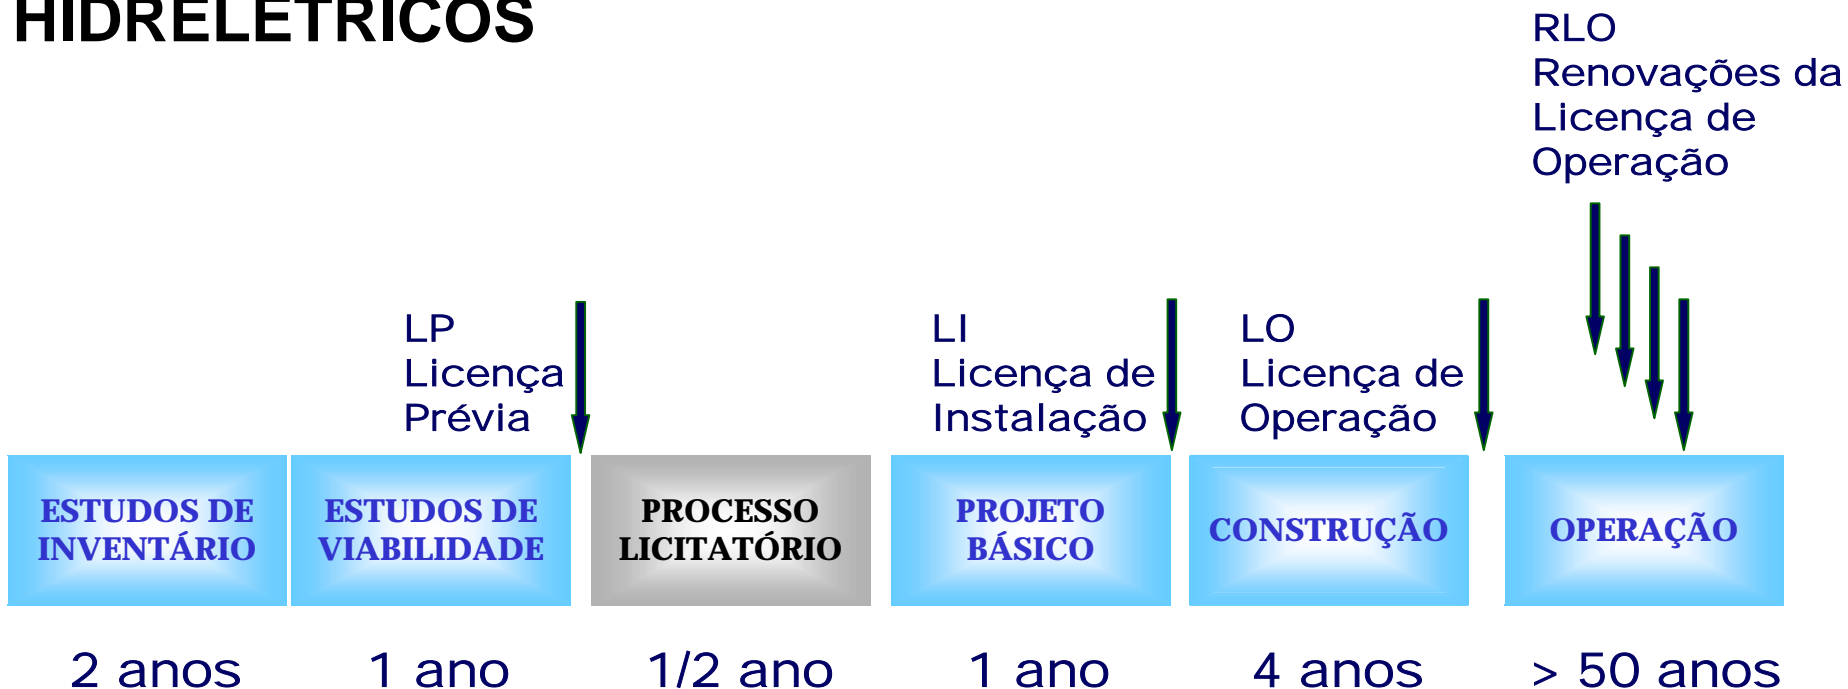 HIDRELÉTRICOS
RLO
Renovações da
Licença de
Operação
LP
Licença
Prévia
LI
Licença de
Instalação
LO
Licença de
Operação
ESTUDOS DE
INVENTÁRIO
ESTUDOS DE
VIABILIDADE
PROCESSO
LICITATÓRIO
PROJETO
BÁSICO
CONSTRUÇÃO
OPERAÇÃO
2 anos
1 ano
1/2 ano
1 ano
4 anos
> 50 anos